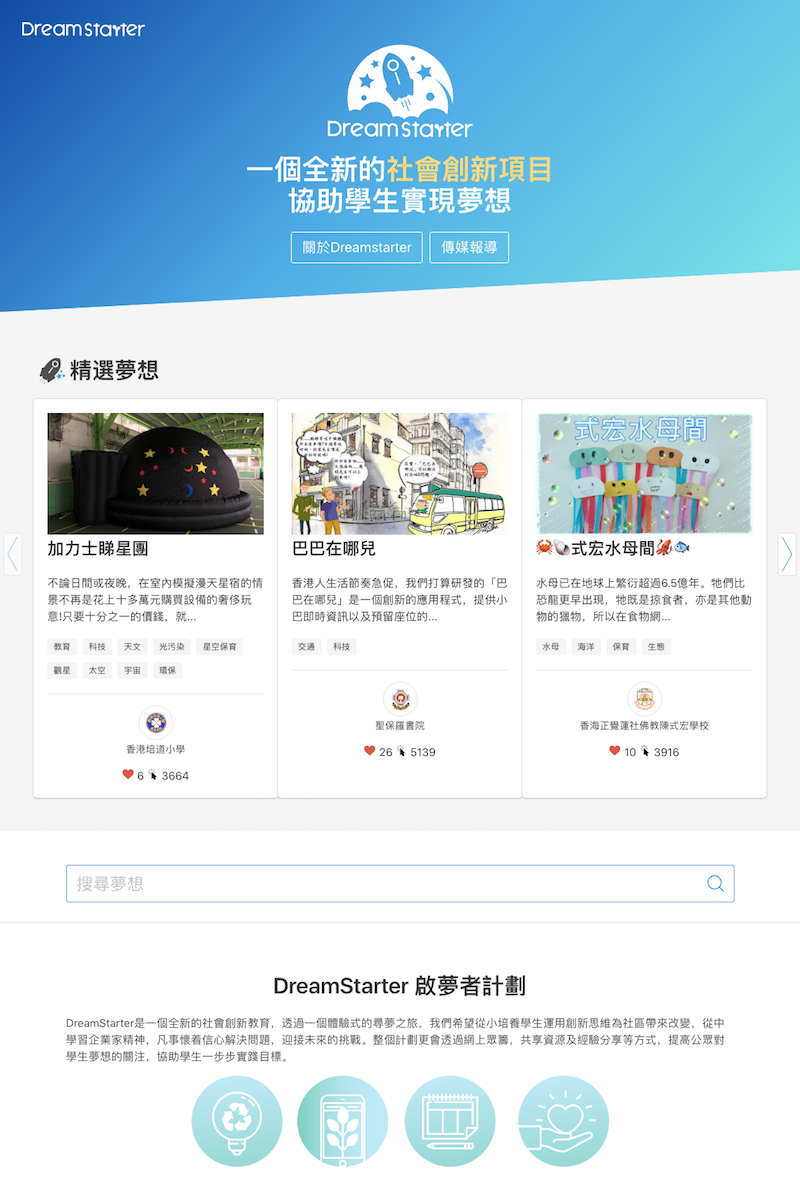 DreamStarter
DreamStarter
一個全新的社會創新項目
協助學生實現夢想
關於Dreamstarter
傳媒報導
精選夢想
加力士睇星團
不論日間或夜晚，在室內模擬漫天星宿的情
景不再是花上十多萬元購買設備的奢侈玩
意!只要十分之一的價錢，就...
教育 科技 天文 光污染 星空保育
觀星 太空 宇宙 環保
香港培道小學
6 3664
巴巴在哪兒
香港人生活節奏急促，我們打算研發的「巴
巴在哪兒」是一個創新的應用程式，提供小
巴即時資訊以及預留座位的...
交通 科技
聖保羅書院
26 5139
式宏水母間
🦀🐚式宏水母間🦑🐟
水母已在地球上繁衍超過6.5億年。牠們比
恐龍更早出現，牠既是掠食者，亦是其他動
物的獵物，所以在食物網...
水母 海洋 保育 生態
香海正覺蓮社佛教陳式宏學校
10 3916
搜尋夢想
DreamStarter 啟夢者計劃
DreamStarter是一個全新的社會創新教育，透過一個體驗式的尋夢之旅，我們希望從小培養學生運用創新思維為社區帶來改變，從中
學習企業家精神，凡事懷着信心解決問題，迎接未來的挑戰。整個計劃更會透過網上眾籌，共享資源及經驗分享等方式，提高公眾對
學生夢想的關注，協助學生一步步實踐目標。